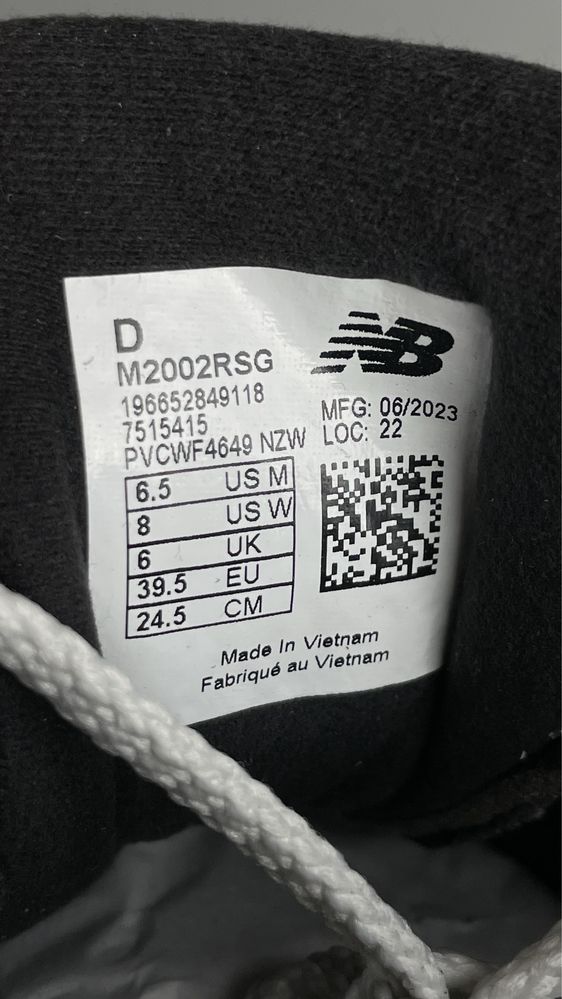 D
M2002RSG
196652849118
7515415
PVCWF4649 NZW
NB
MFG: 06/2023
LOC: 22
6.5 US M
8 US W
6 UK
39.5 EU
24.5 CM
Made In Vietnam
Fabriqué au Vietnam